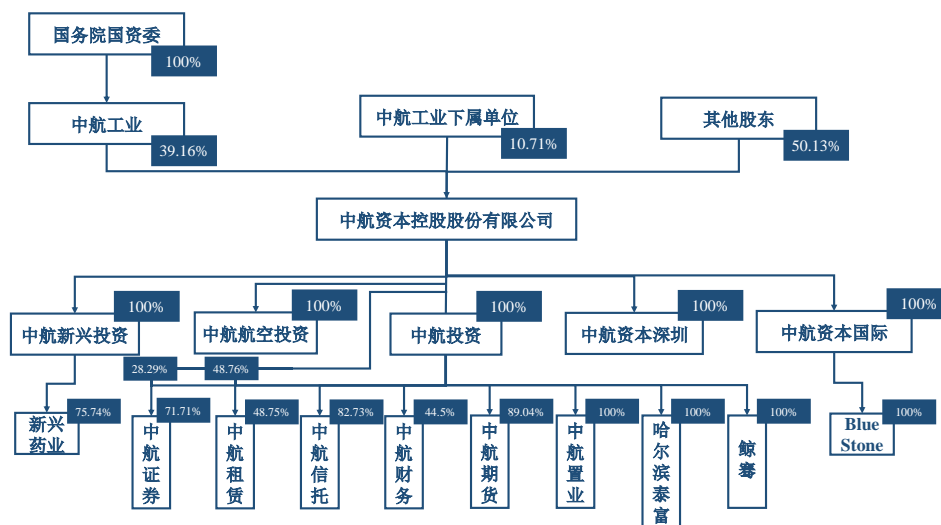 国务院国资委
100%
中航工业
39.16%
中航工业下属单位
10.71%
其他股东
50.13%
中航资本控股股份有限公司
100%
中航新兴投资
100%
中航航空投资
100%
中航投资
100%
中航资本深圳
100%
中航资本国际
28.29%
48.76%
75.74%
新兴
药业
71.71%
中航证券
48.75%
中航租赁
82.73%
中航信托
44.5%
中航财务
89.04%
中航期货
100%
中航置业
100%
哈尔滨泰富
100%
鲸骞
100%
Blue
Stone